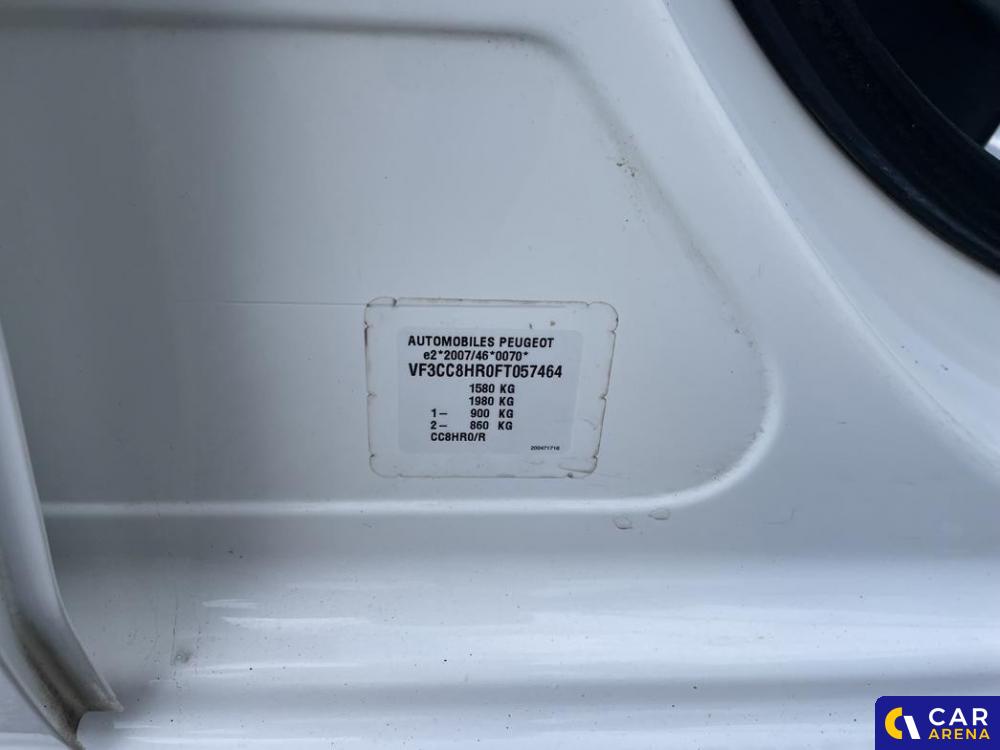 AUTOMOBILES PEUGEOT
e2*2007/46*0070*
VF3CC8HR0FT057464
1580 KG
1980 KG
1- 900 KG
2- 860 KG
CC8HR0/R
200471716
CAR
ARENA